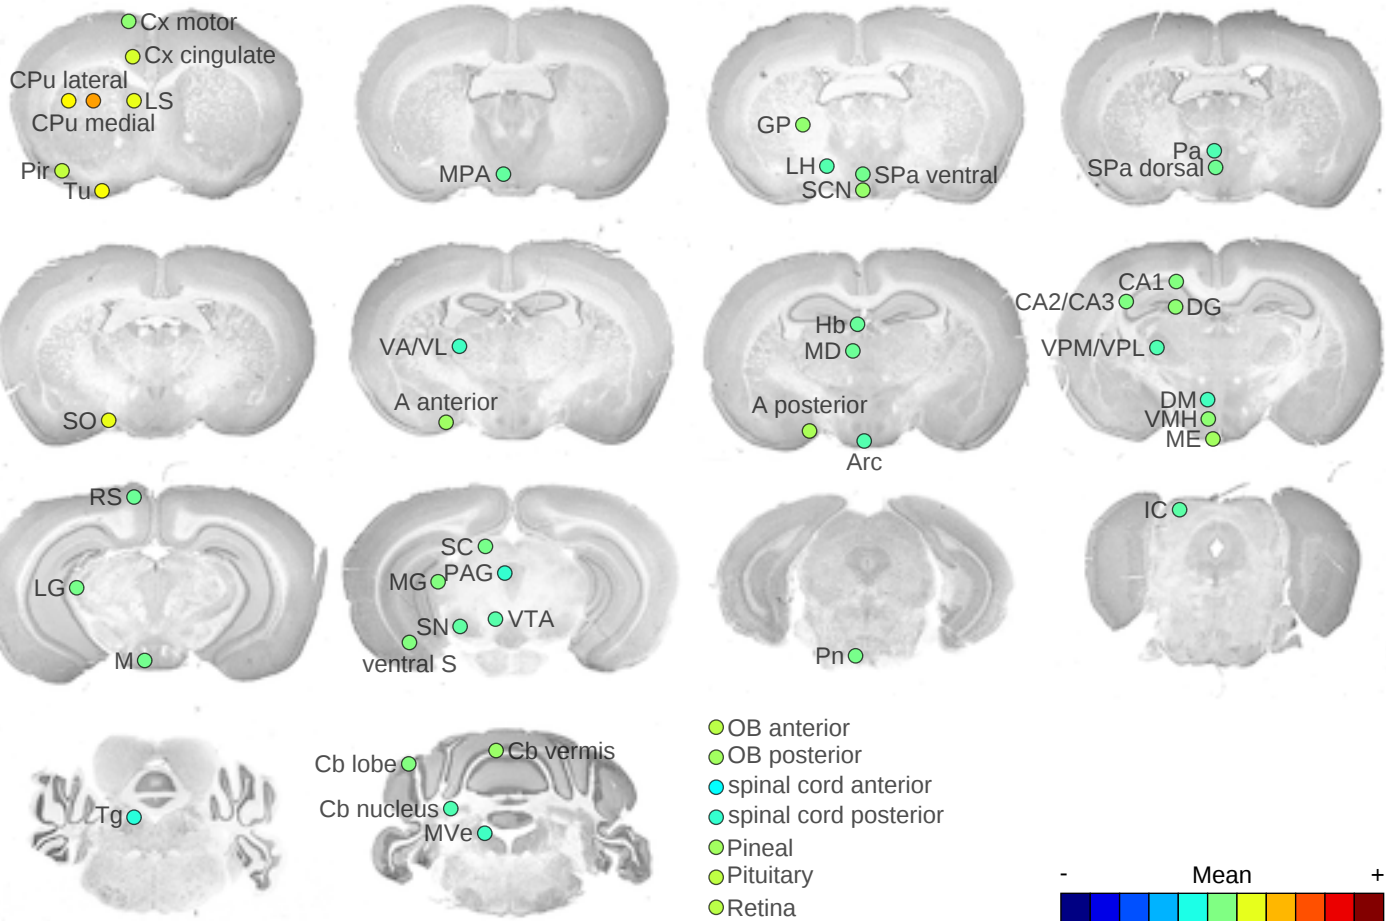 Cx motor
Cx cingulate
CPu lateral
LS
CPu medial
Pir
Tu
MPA
GP
LH
SPa ventral
SCN
Pa
SPa dorsal
SO
VA/VL
A anterior
Hb
MD
A posterior
Arc
CA1
CA2/CA3
DG
VPM/VPL
DM
VMH
ME
RS
LG
M
SC
PAG
MG
VTA
SN
ventral S
Pn
IC
Tg
Cb vermis
Cb lobe
Cb nucleus
MVe
OB anterior
OB posterior
spinal cord anterior
spinal cord posterior
Pineal
Pituitary
Retina
- Mean +